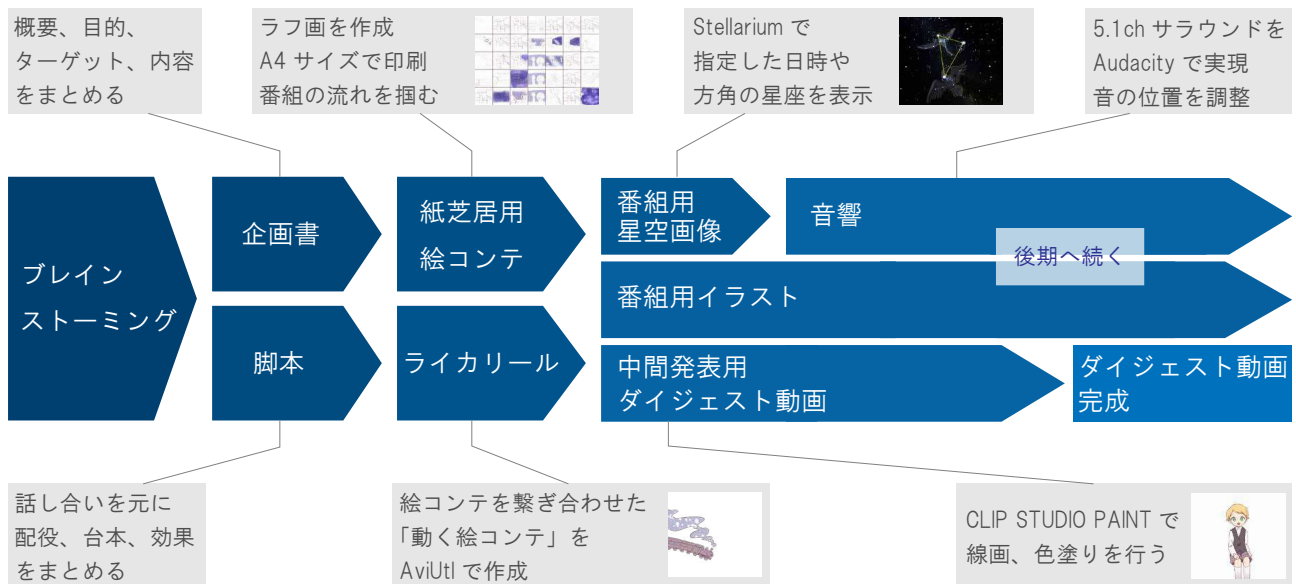 概要、目的、
ターゲット、内容
をまとめる
ラフ画を作成
A4 サイズで印刷
番組の流れを掴む
Stellarium で
指定した日時や
方角の星座を表示
5.1ch サラウンドを
Audacity で実現
音の位置を調整
ブレイン
ストーミング
企画書
紙芝居用
絵コンテ
番組用
星空画像
音響
後期へ続く
番組用イラスト
脚本
ライカリール
中間発表用
ダイジェスト動画
ダイジェスト動画
完成
話し合いを元に
配役、台本、効果
をまとめる
絵コンテを繋ぎ合わせた
「動く絵コンテ」を
AviUtl で作成
CLIP STUDIO PAINT で
線画、色塗りを行う